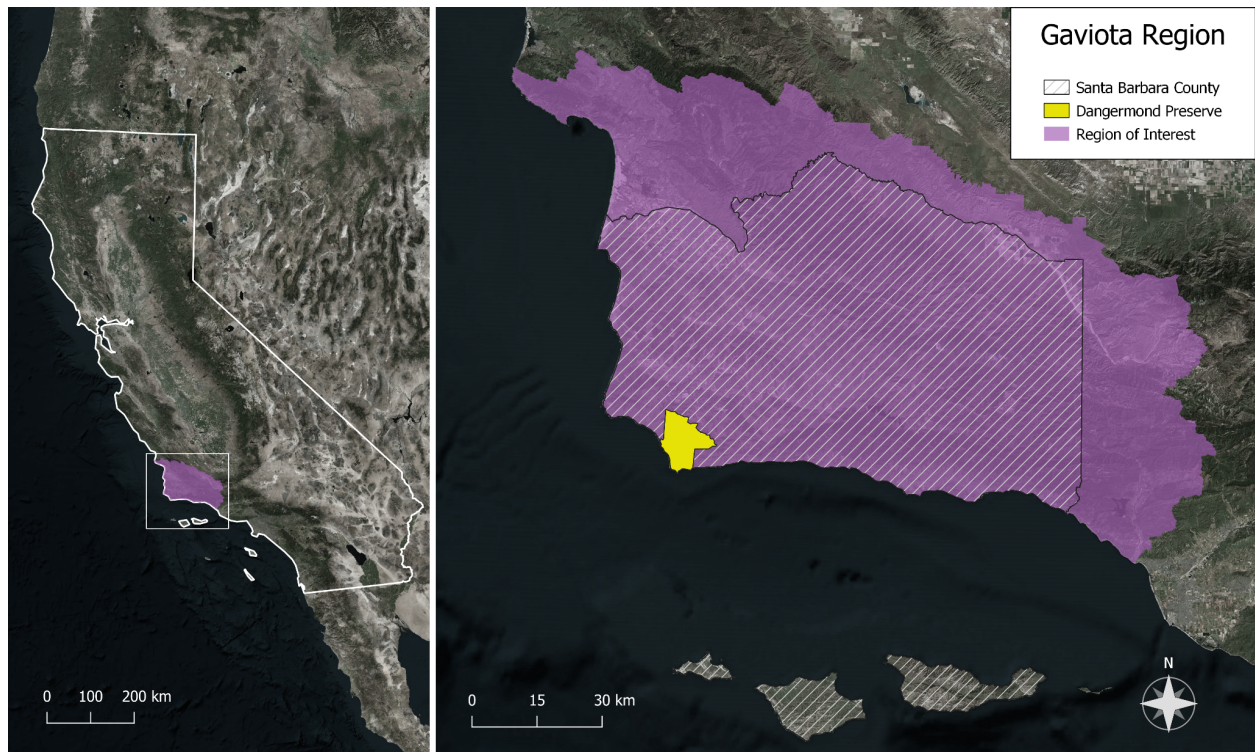 Gaviota Region
Santa Barbara County
Dangermond Preserve
Region of Interest
0 100 200 km
0 15 30 km
N